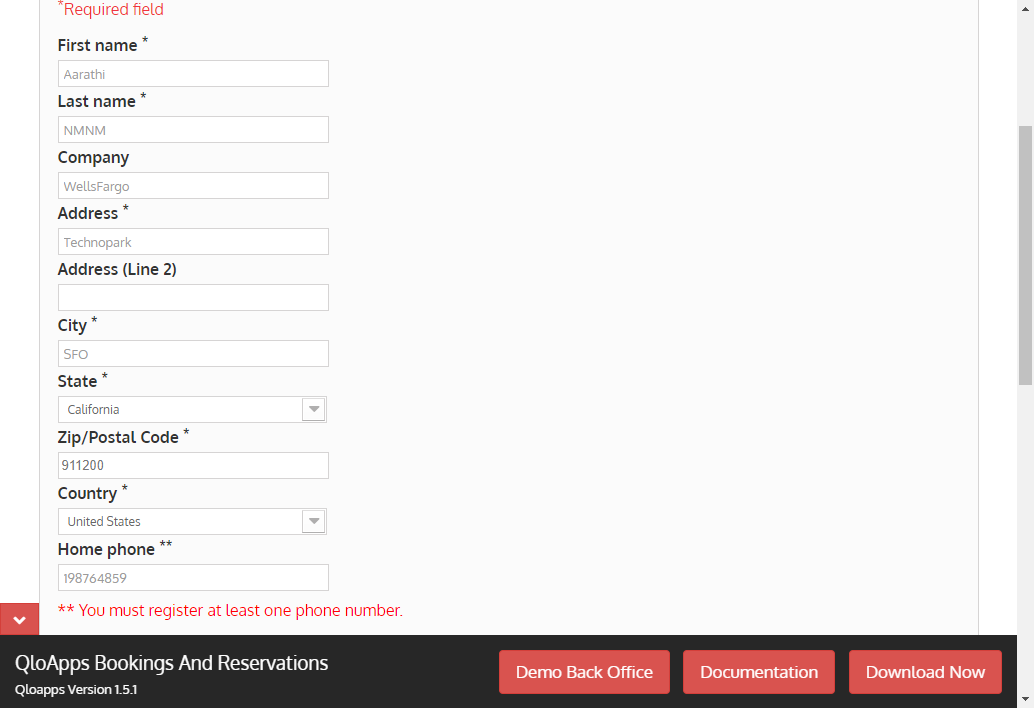 *Required field
First name *
Aarathi
Last name *
NMNM
Company
WellsFargo
Address *
Technopark
Address (Line 2)
City *
SFO
State *
California
Zip/Postal Code *
911200
Country *
United States
Home phone **
198764859
** You must register at least one phone number.
QloApps Bookings And Reservations
Qloapps Version 1.5.1
Demo Back Office
Documentation
Download Now